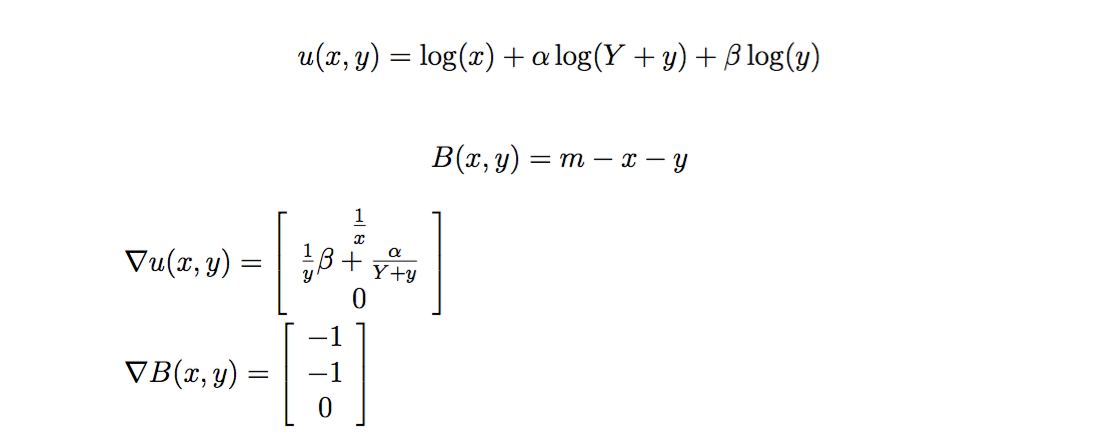 u(x, y) = log(x) + α log(Y + y) + β log(y)
B(x, y) = m − x − y
∇u(x, y) = [ 1/x ; 1/y β + α/(Y+y) ; 0 ]
∇B(x, y) = [ −1 ; −1 ; 0 ]